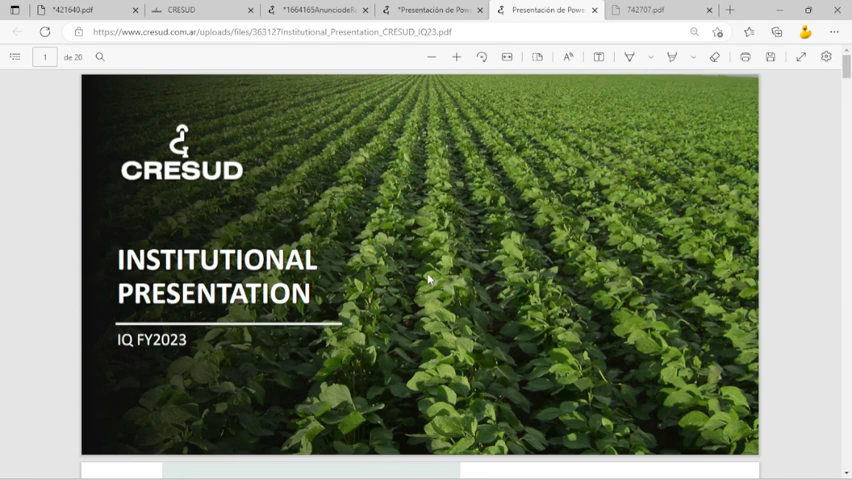 *421640.pdf
CRESUD
*1664165AnunciodeR
*Presentación de Pow
Presentación de Powe
742707.pdf
https://www.cresud.com.ar/uploads/files/363127Institutional_Presentation_CRESUD_IQ23.pdf
1 de 20
CRESUD
INSTITUTIONAL
PRESENTATION
IQ FY2023